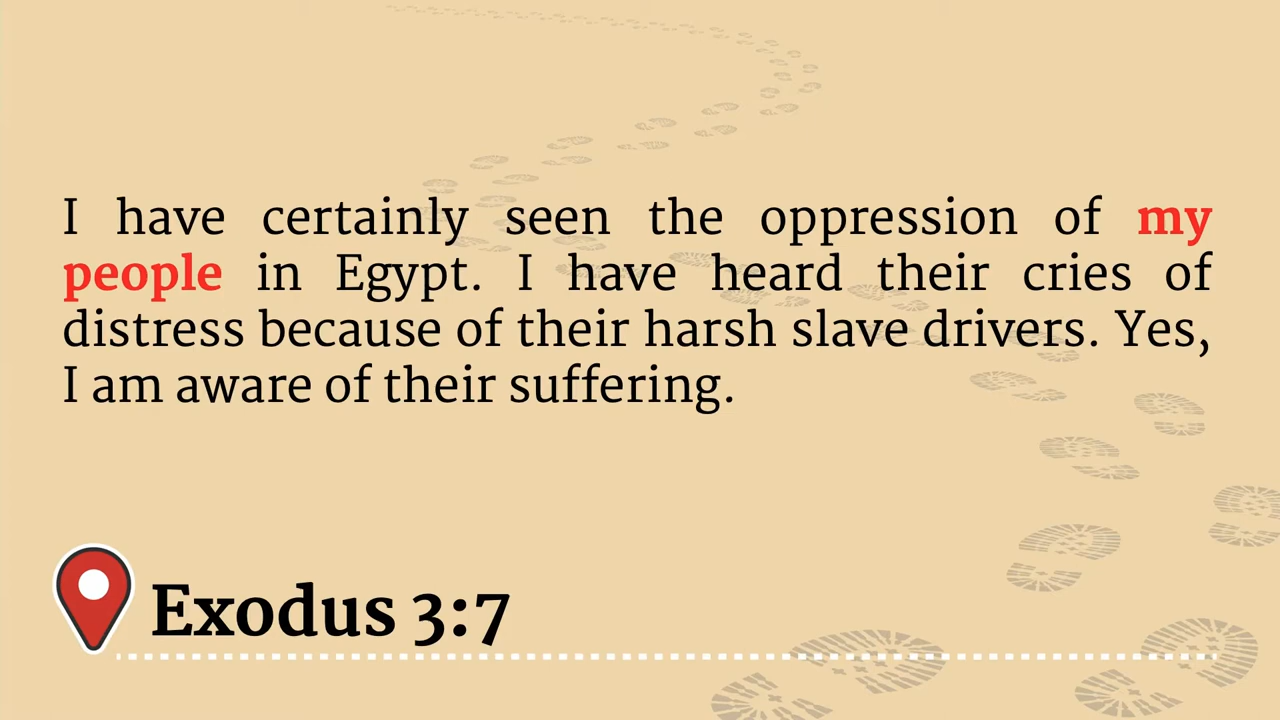 I have certainly seen the oppression of my
people in Egypt. I have heard their cries of
distress because of their harsh slave drivers. Yes,
I am aware of their suffering.
Exodus 3:7